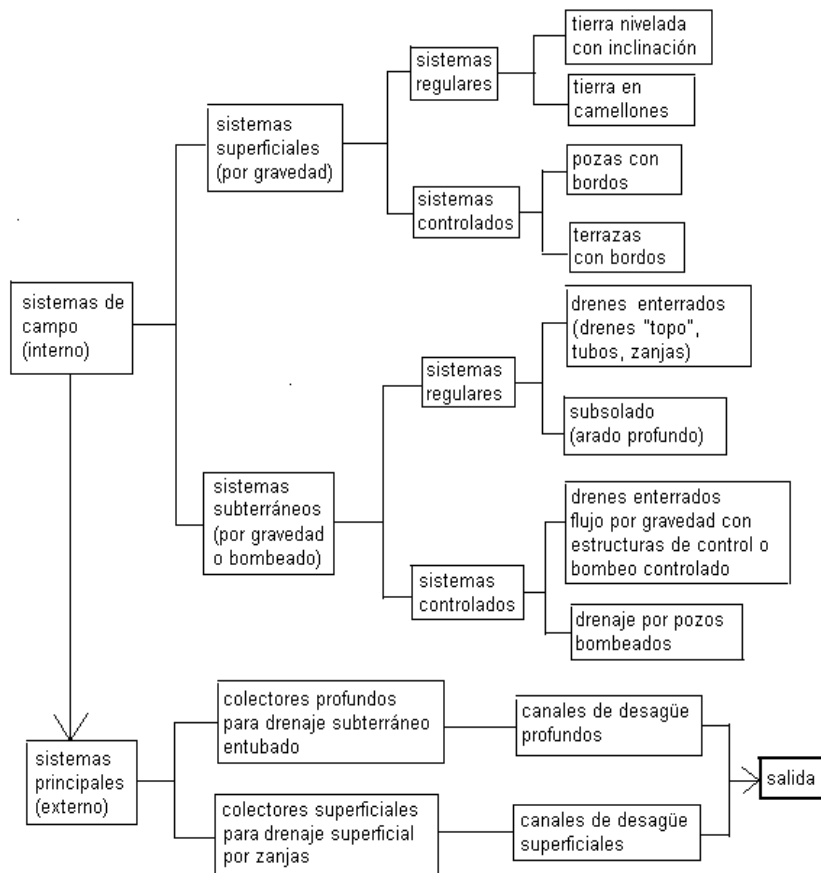 tierra nivelada
con inclinación
sistemas
regulares
tierra en
camellones
sistemas
superficiales
(por gravedad)
pozas con
bordos
sistemas
controlados
terrazas
con bordos
sistemas de
campo
(interno)
drenes enterrados
(drenes "topo",
tubos, zanjas)
sistemas
regulares
subsolado
(arado profundo)
sistemas
subterráneos
(por gravedad
o bombeado)
drenes enterrados
flujo por gravedad con
estructuras de control o
bombeo controlado
sistemas
controlados
drenaje por pozos
bombeados
sistemas
principales
(externo)
colectores profundos
para drenaje subterráneo
entubado
canales de desagüe
profundos
salida
colectores superficiales
para drenaje superficial
por zanjas
canales de desagüe
superficiales